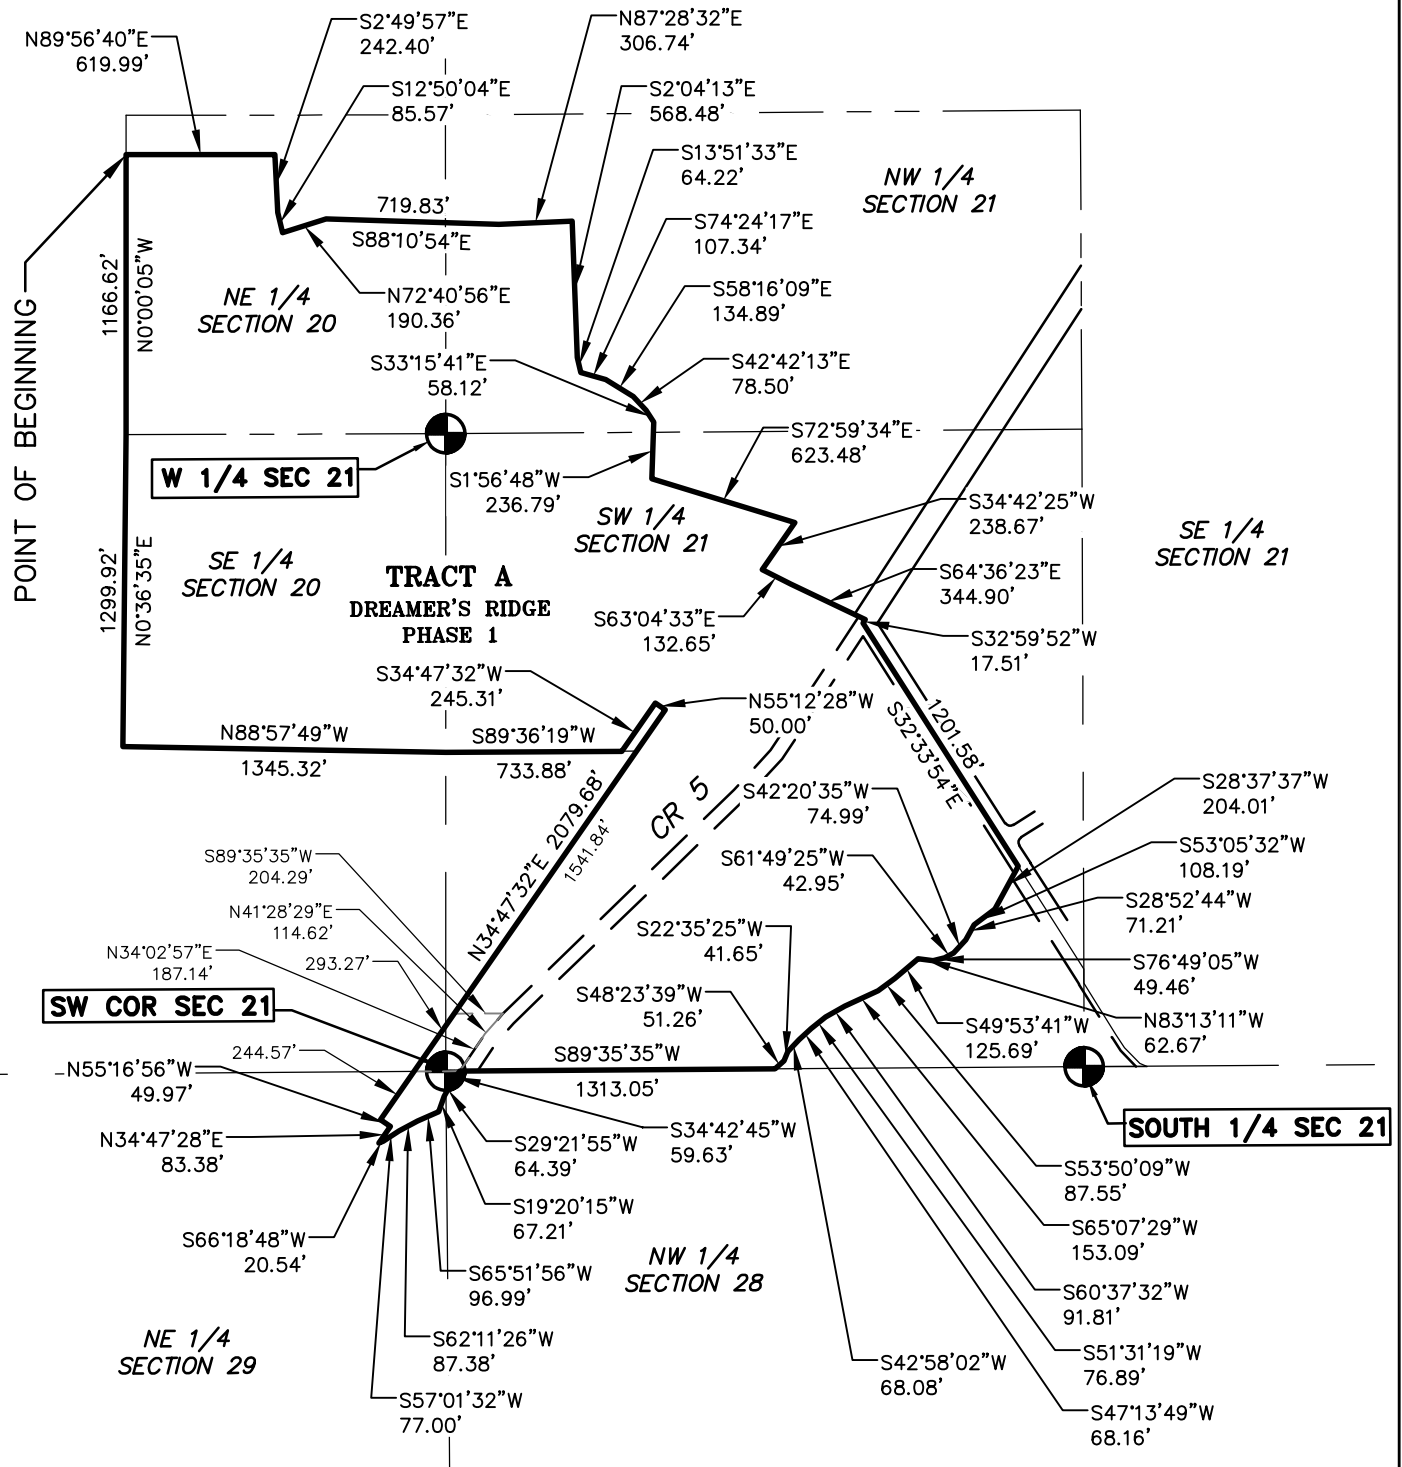 N89°56'40"E
619.99'
S2°49'57"E
242.40'
N87°28'32"E
306.74'
S12°50'04"E
85.57'
S2°04'13"E
568.48'
S13°51'33"E
64.22'
NW 1/4
SECTION 21
719.83'
S88°10'54"E
S74°24'17"E
107.34'
1166.62'
N0°00'05"W
NE 1/4
SECTION 20
N72°40'56"E
190.36'
S58°16'09"E
134.89'
POINT OF BEGINNING
S33°15'41"E
58.12'
S42°42'13"E
78.50'
S72°59'34"E
623.48'
W 1/4 SEC 21
S1°56'48"W
236.79'
S34°42'25"W
238.67'
SW 1/4
SECTION 21
SE 1/4
SECTION 21
SE 1/4
SECTION 20
1299.92'
N0°36'35"E
TRACT A
DREAMER'S RIDGE
PHASE 1
S64°36'23"E
344.90'
S63°04'33"E
132.65'
S32°59'52"W
17.51'
S34°47'32"W
245.31'
N55°12'28"W
50.00'
1201.58'
S32°33'54"E
N88°57'49"W
1345.32'
S89°36'19"W
733.88'
CR 5
S42°20'35"W
74.99'
S28°37'37"W
204.01'
N34°47'32"E 2079.68'
1541.84'
S89°35'35"W
204.29'
S61°49'25"W
42.95'
S53°05'32"W
108.19'
N41°28'29"E
114.62'
S28°52'44"W
71.21'
N34°02'57"E
187.14'
293.27'
S22°35'25"W
41.65'
S76°49'05"W
49.46'
SW COR SEC 21
S48°23'39"W
51.26'
S49°53'41"W
125.69'
N83°13'11"W
62.67'
244.57'
N55°16'56"W
49.97'
S89°35'35"W
1313.05'
N34°47'28"E
83.38'
S29°21'55"W
64.39'
S34°42'45"W
59.63'
SOUTH 1/4 SEC 21
S53°50'09"W
87.55'
S19°20'15"W
67.21'
S66°18'48"W
20.54'
S65°07'29"W
153.09'
S65°51'56"W
96.99'
NW 1/4
SECTION 28
S60°37'32"W
91.81'
NE 1/4
SECTION 29
S62°11'26"W
87.38'
S42°58'02"W
68.08'
S51°31'19"W
76.89'
S57°01'32"W
77.00'
S47°13'49"W
68.16'